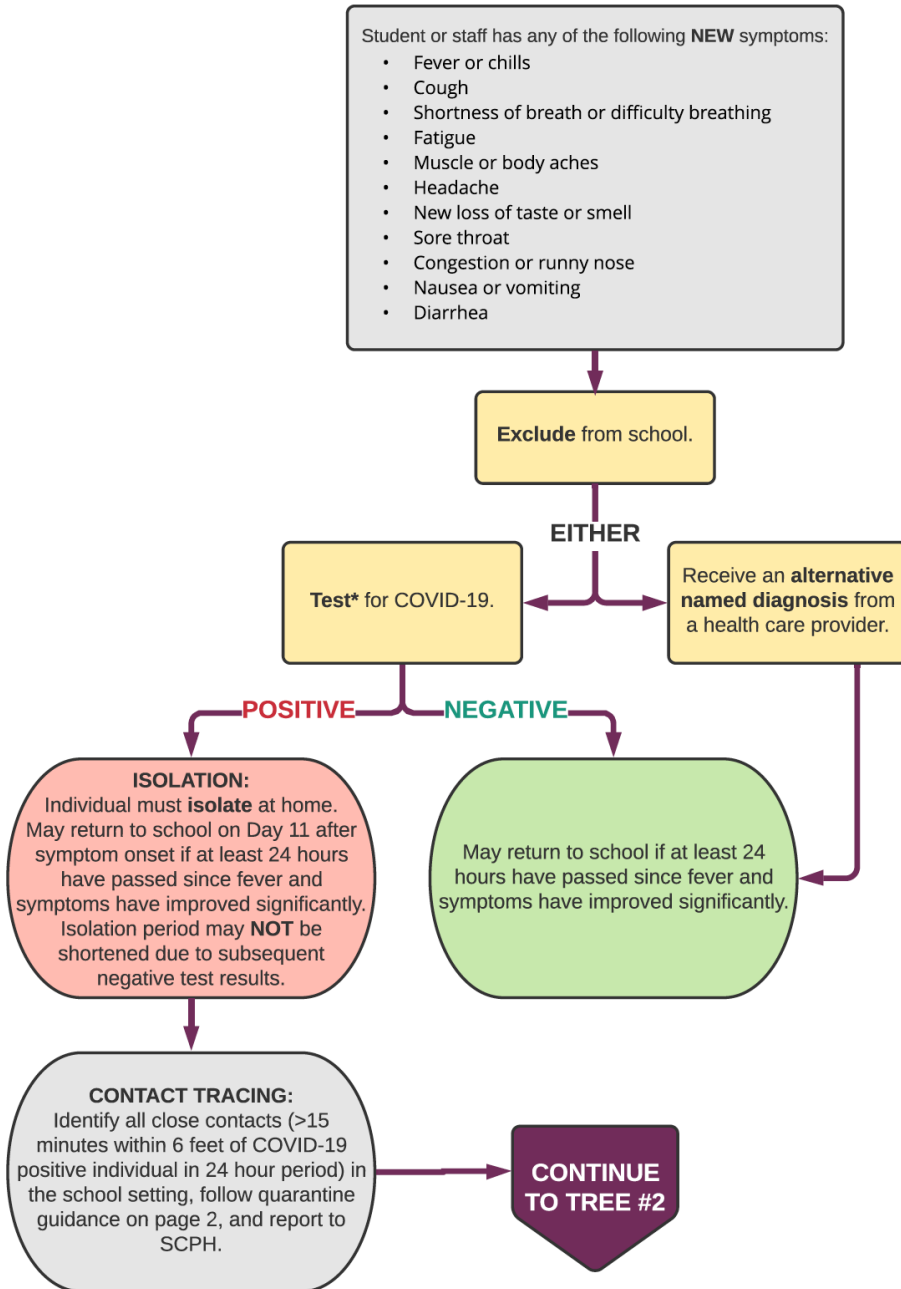 Student or staff has any of the following NEW symptoms:
• Fever or chills
• Cough
• Shortness of breath or difficulty breathing
• Fatigue
• Muscle or body aches
• Headache
• New loss of taste or smell
• Sore throat
• Congestion or runny nose
• Nausea or vomiting
• Diarrhea
Exclude from school.
EITHER
Test* for COVID-19.
Receive an alternative
named diagnosis from
a health care provider.
POSITIVE
NEGATIVE
ISOLATION:
Individual must isolate at home.
May return to school on Day 11 after
symptom onset if at least 24 hours
have passed since fever and
symptoms have improved significantly.
Isolation period may NOT be
shortened due to subsequent
negative test results.
May return to school if at least 24
hours have passed since fever and
symptoms have improved significantly.
CONTACT TRACING:
Identify all close contacts (>15
minutes within 6 feet of COVID-19
positive individual in 24 hour period) in
the school setting, follow quarantine
guidance on page 2, and report to
SCPH.
CONTINUE
TO TREE #2